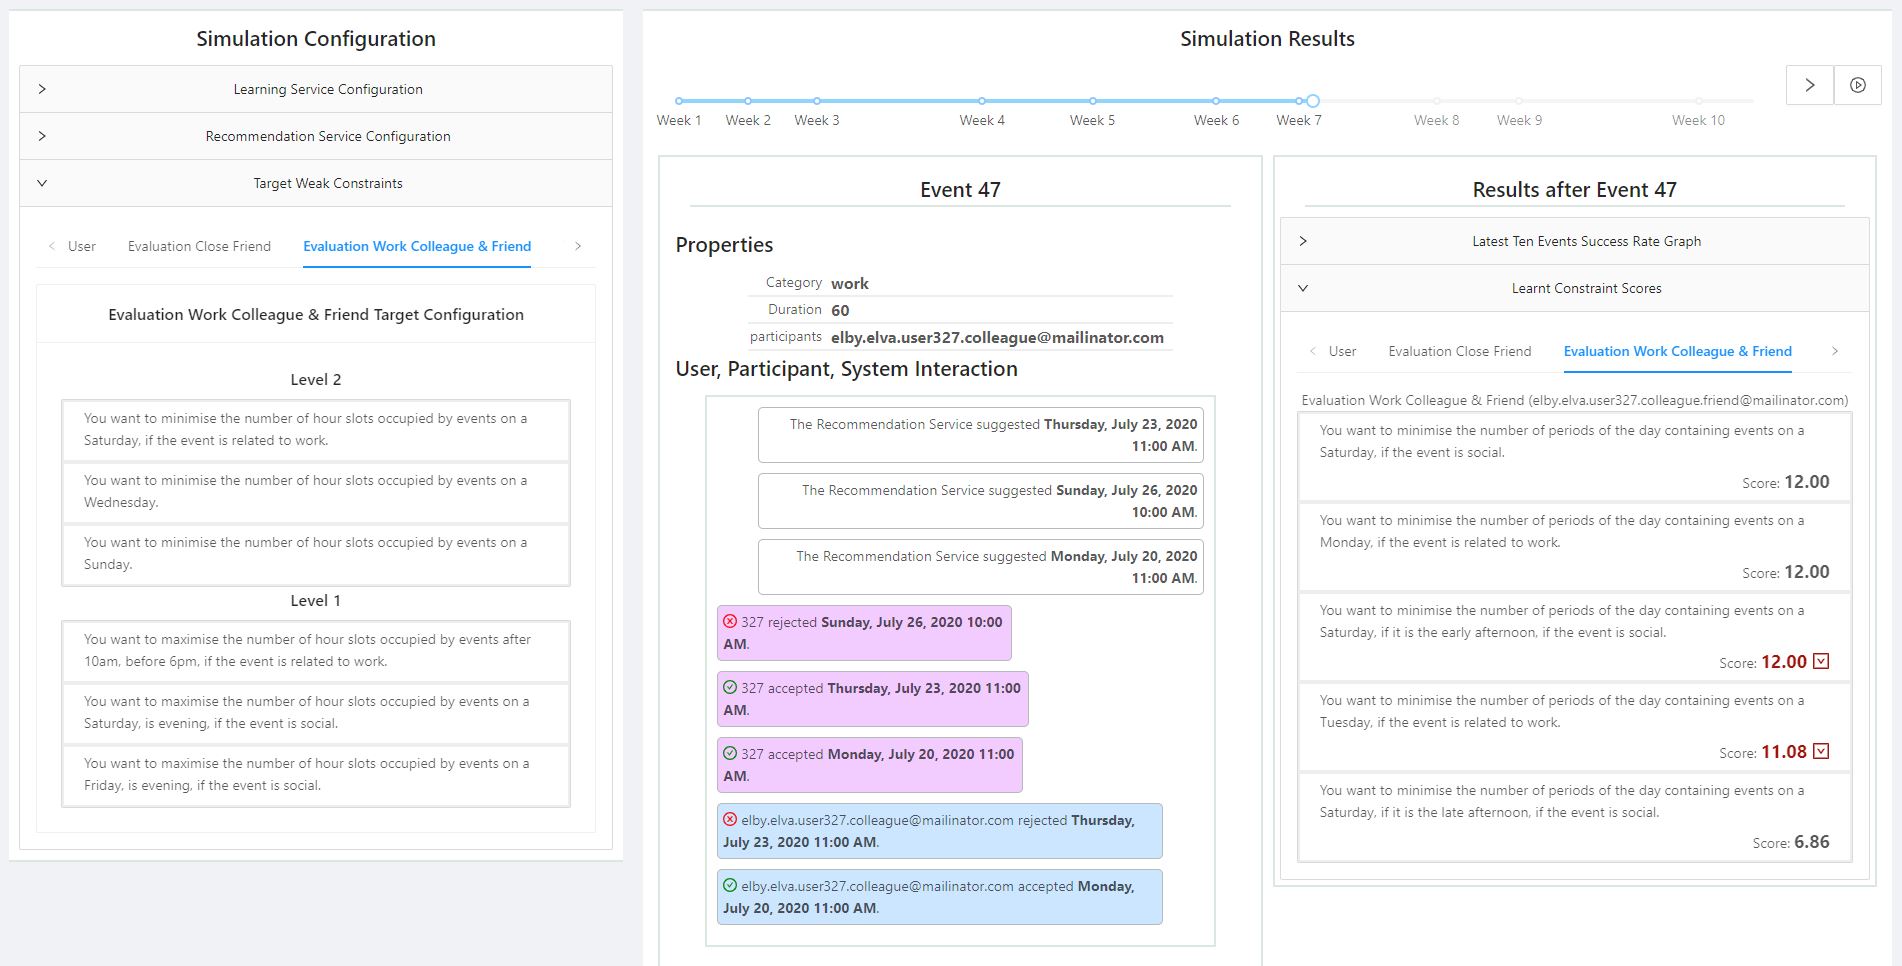 Simulation Configuration
Learning Service Configuration
Recommendation Service Configuration
Target Weak Constraints
User Evaluation Close Friend Evaluation Work Colleague & Friend
Evaluation Work Colleague & Friend Target Configuration
Level 2
You want to minimise the number of hour slots occupied by events on a
Saturday, if the event is related to work.
You want to minimise the number of hour slots occupied by events on a
Wednesday.
You want to minimise the number of hour slots occupied by events on a
Sunday.
Level 1
You want to maximise the number of hour slots occupied by events after
10am, before 6pm, if the event is related to work.
You want to maximise the number of hour slots occupied by events on a
Saturday, is evening, if the event is social.
You want to maximise the number of hour slots occupied by events on a
Friday, is evening, if the event is social.
Simulation Results
Week 1 Week 2 Week 3 Week 4 Week 5 Week 6 Week 7 Week 8 Week 9 Week 10
Event 47
Properties
Category work
Duration 60
participants elby.elva.user327.colleague@mailinator.com
User, Participant, System Interaction
The Recommendation Service suggested Thursday, July 23, 2020
11:00 AM.
The Recommendation Service suggested Sunday, July 26, 2020
10:00 AM.
The Recommendation Service suggested Monday, July 20, 2020
11:00 AM.
327 rejected Sunday, July 26, 2020 10:00
AM.
327 accepted Thursday, July 23, 2020 11:00
AM.
327 accepted Monday, July 20, 2020 11:00
AM.
elby.elva.user327.colleague@mailinator.com rejected Thursday,
July 23, 2020 11:00 AM.
elby.elva.user327.colleague@mailinator.com accepted Monday,
July 20, 2020 11:00 AM.
Results after Event 47
Latest Ten Events Success Rate Graph
Learnt Constraint Scores
User Evaluation Close Friend Evaluation Work Colleague & Friend
Evaluation Work Colleague & Friend (elby.elva.user327.colleague.friend@mailinator.com)
You want to minimise the number of periods of the day containing events on a
Saturday, if the event is social.
Score: 12.00
You want to minimise the number of periods of the day containing events on a
Monday, if the event is related to work.
Score: 12.00
You want to minimise the number of periods of the day containing events on a
Saturday, if it is the early afternoon, if the event is social.
Score: 12.00
You want to minimise the number of periods of the day containing events on a
Tuesday, if the event is related to work.
Score: 11.08
You want to minimise the number of periods of the day containing events on a
Saturday, if it is the late afternoon, if the event is social.
Score: 6.86